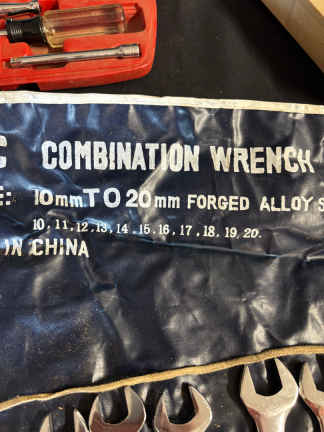 C COMBINATION WRENCH
E: 10mm TO 20mm FORGED ALLOY S
10, 11, 12, 13, 14, 15, 16, 17, 18, 19, 20.
IN CHINA